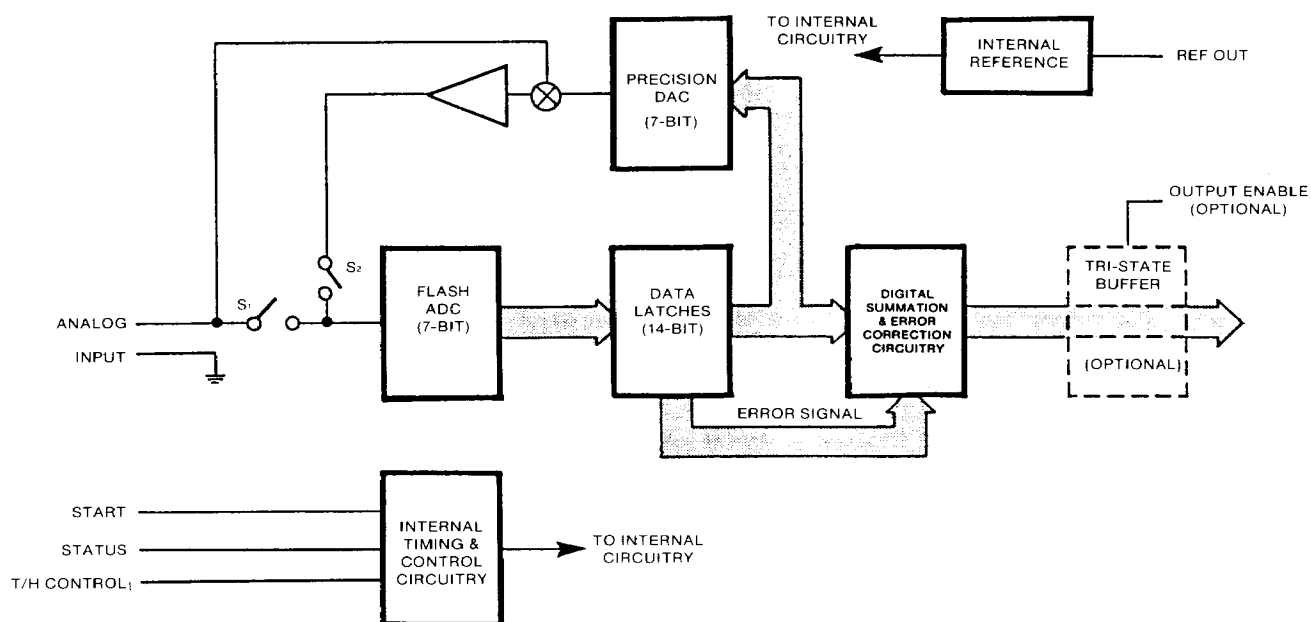 TO INTERNAL
CIRCUITRY
INTERNAL
REFERENCE
REF OUT
PRECISION
DAC
(7-BIT)
OUTPUT ENABLE
(OPTIONAL)
S₂
S₁
ANALOG
INPUT
FLASH
ADC
(7-BIT)
DATA
LATCHES
(14-BIT)
DIGITAL
SUMMATION
& ERROR
CORRECTION
CIRCUITRY
TRI-STATE
BUFFER
(OPTIONAL)
ERROR SIGNAL
START
STATUS
T/H CONTROL
INTERNAL
TIMING &
CONTROL
CIRCUITRY
TO INTERNAL
CIRCUITRY